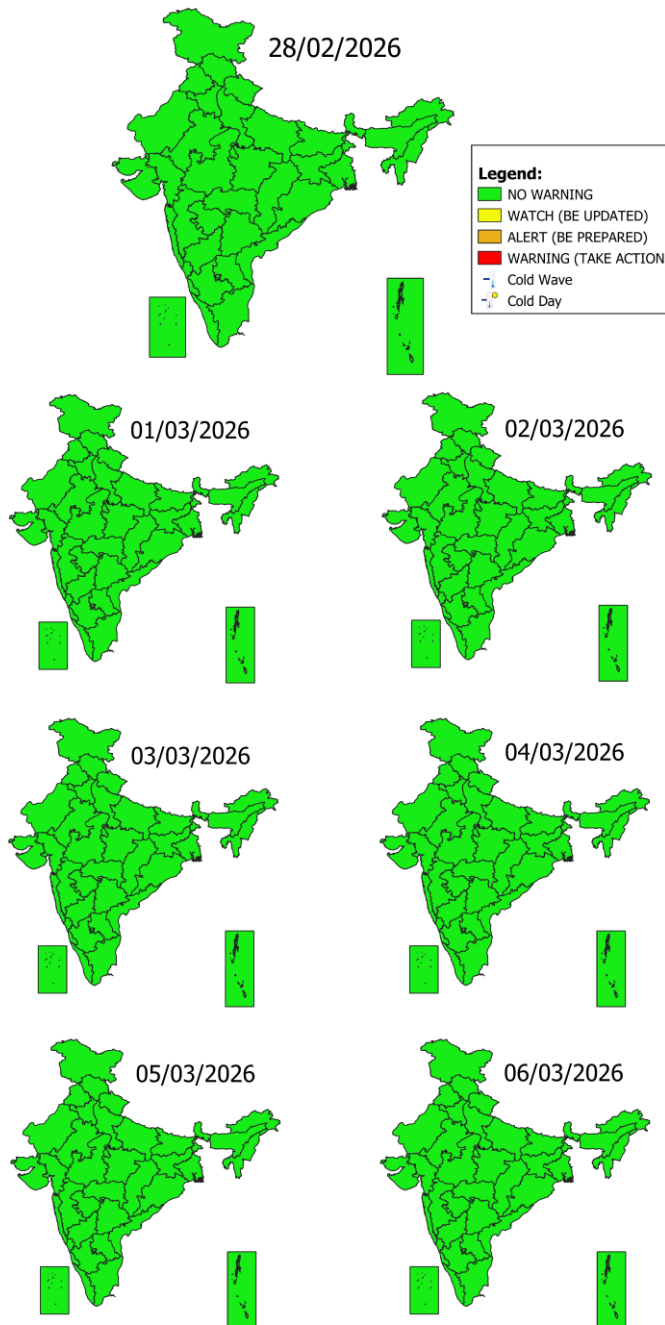 28/02/2026
Legend:
NO WARNING
WATCH (BE UPDATED)
ALERT (BE PREPARED)
WARNING (TAKE ACTION
Cold Wave
Cold Day
01/03/2026
02/03/2026
03/03/2026
04/03/2026
05/03/2026
06/03/2026